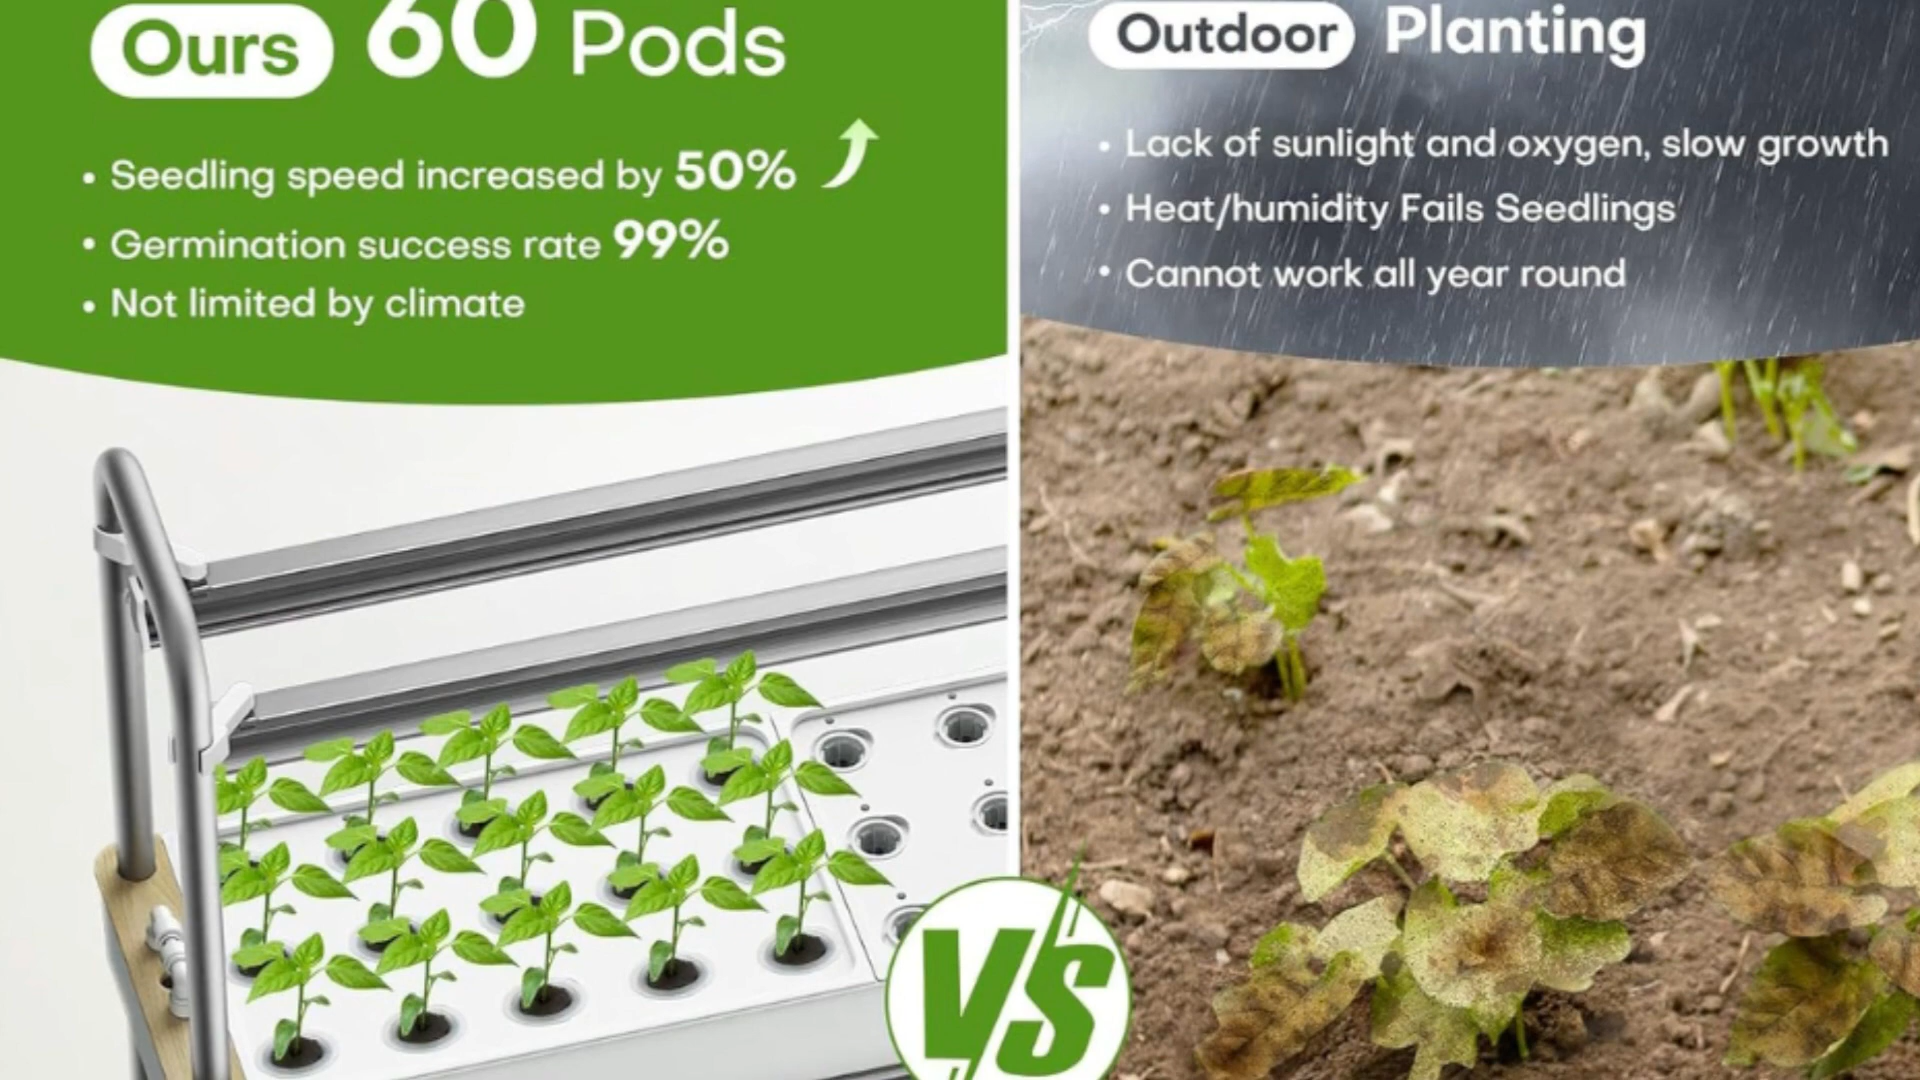 Ours 60 Pods
• Seedling speed increased by 50%
• Germination success rate 99%
• Not limited by climate
Outdoor Planting
• Lack of sunlight and oxygen, slow growth
• Heat/humidity Fails Seedlings
• Cannot work all year round
VS